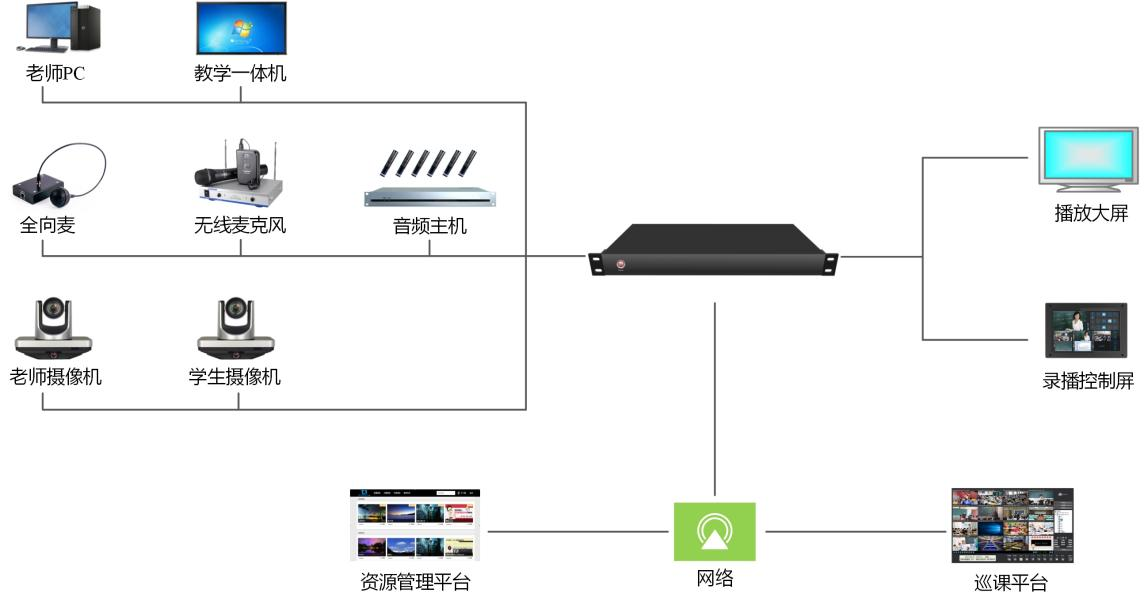 老师PC
教学一体机
全向麦
无线麦克风
音频主机
播放大屏
老师摄像机
学生摄像机
录播控制屏
资源管理平台
网络
巡课平台